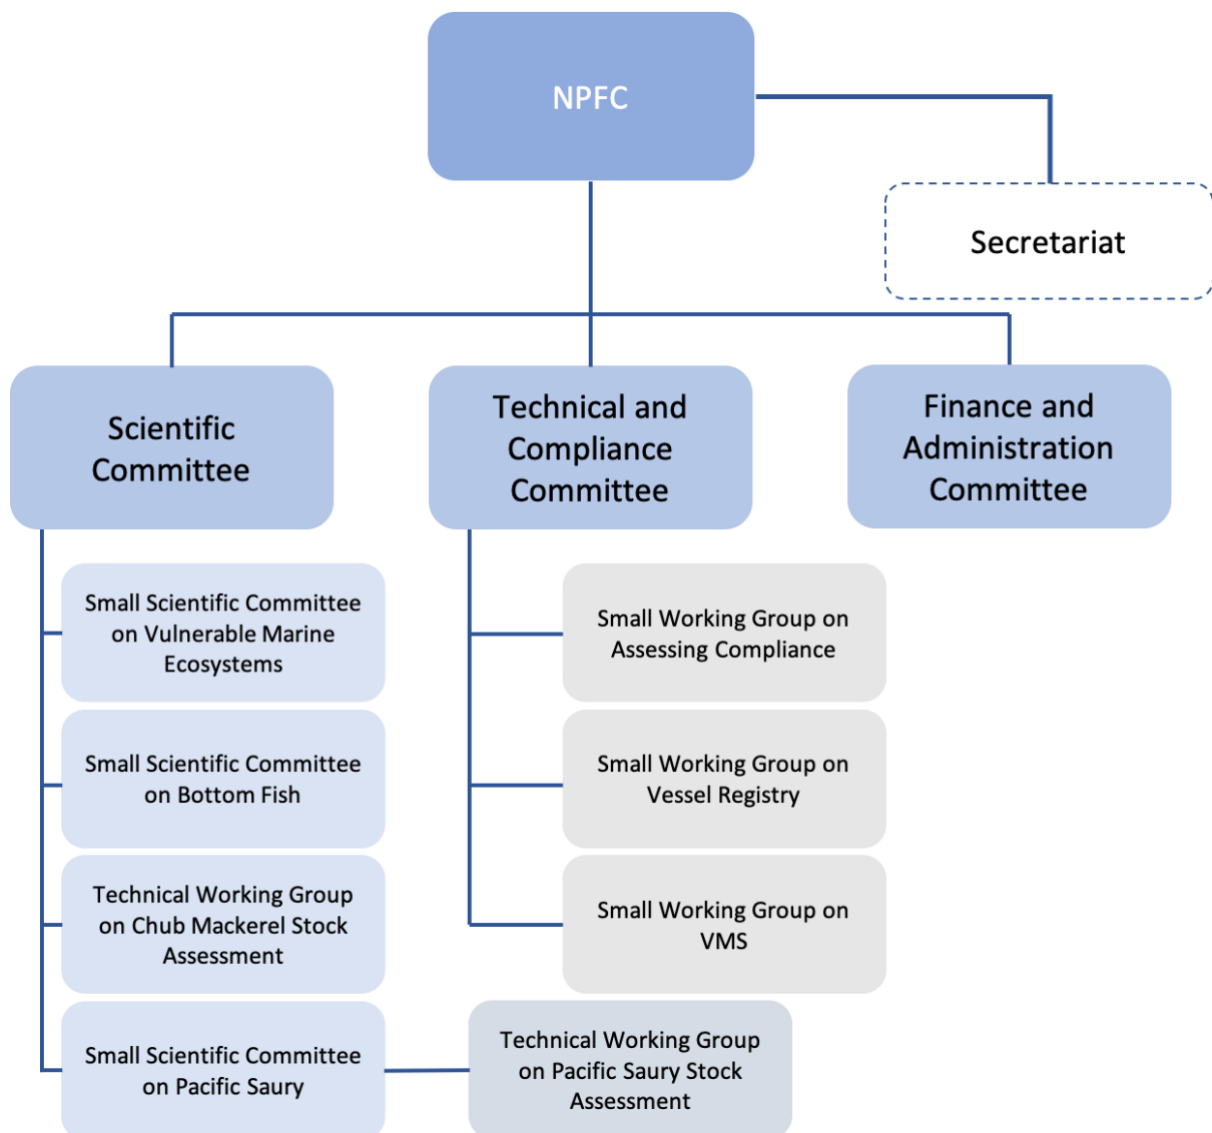 NPFC
Secretariat
Scientific
Committee
Technical and
Compliance
Committee
Finance and
Administration
Committee
Small Scientific Committee
on Vulnerable Marine
Ecosystems
Small Scientific Committee
on Bottom Fish
Technical Working Group
on Chub Mackerel Stock
Assessment
Small Scientific Committee
on Pacific Saury
Small Working Group on
Assessing Compliance
Small Working Group on
Vessel Registry
Small Working Group on
VMS
Technical Working Group
on Pacific Saury Stock
Assessment